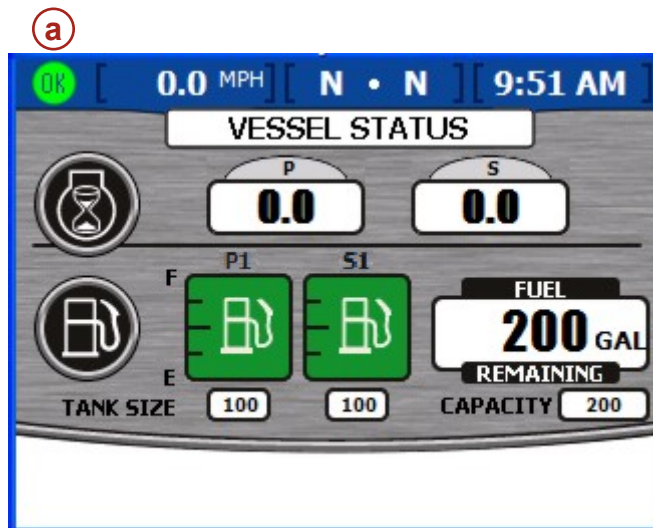 a
OK [ 0.0 MPH ] [ N • N ] [ 9:51 AM ]
VESSEL STATUS
P S
0.0 0.0
P1 S1
F
FUEL
200 GAL
E REMAINING
TANK SIZE 100 100 CAPACITY 200